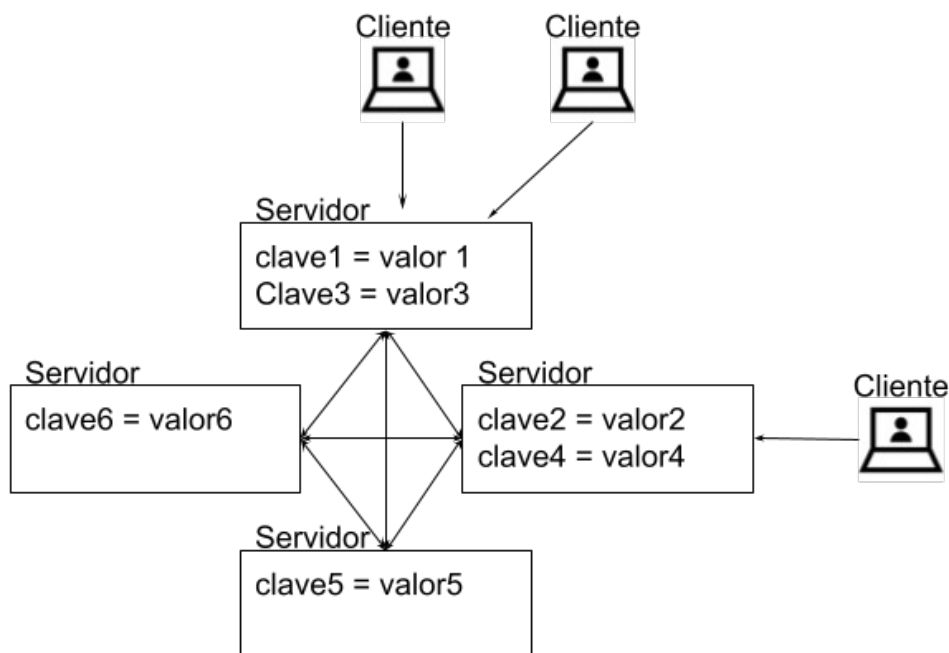 Cliente
Cliente
Servidor
clave1 = valor 1
Clave3 = valor3
Servidor
clave6 = valor6
Servidor
clave2 = valor2
clave4 = valor4
Cliente
Servidor
clave5 = valor5